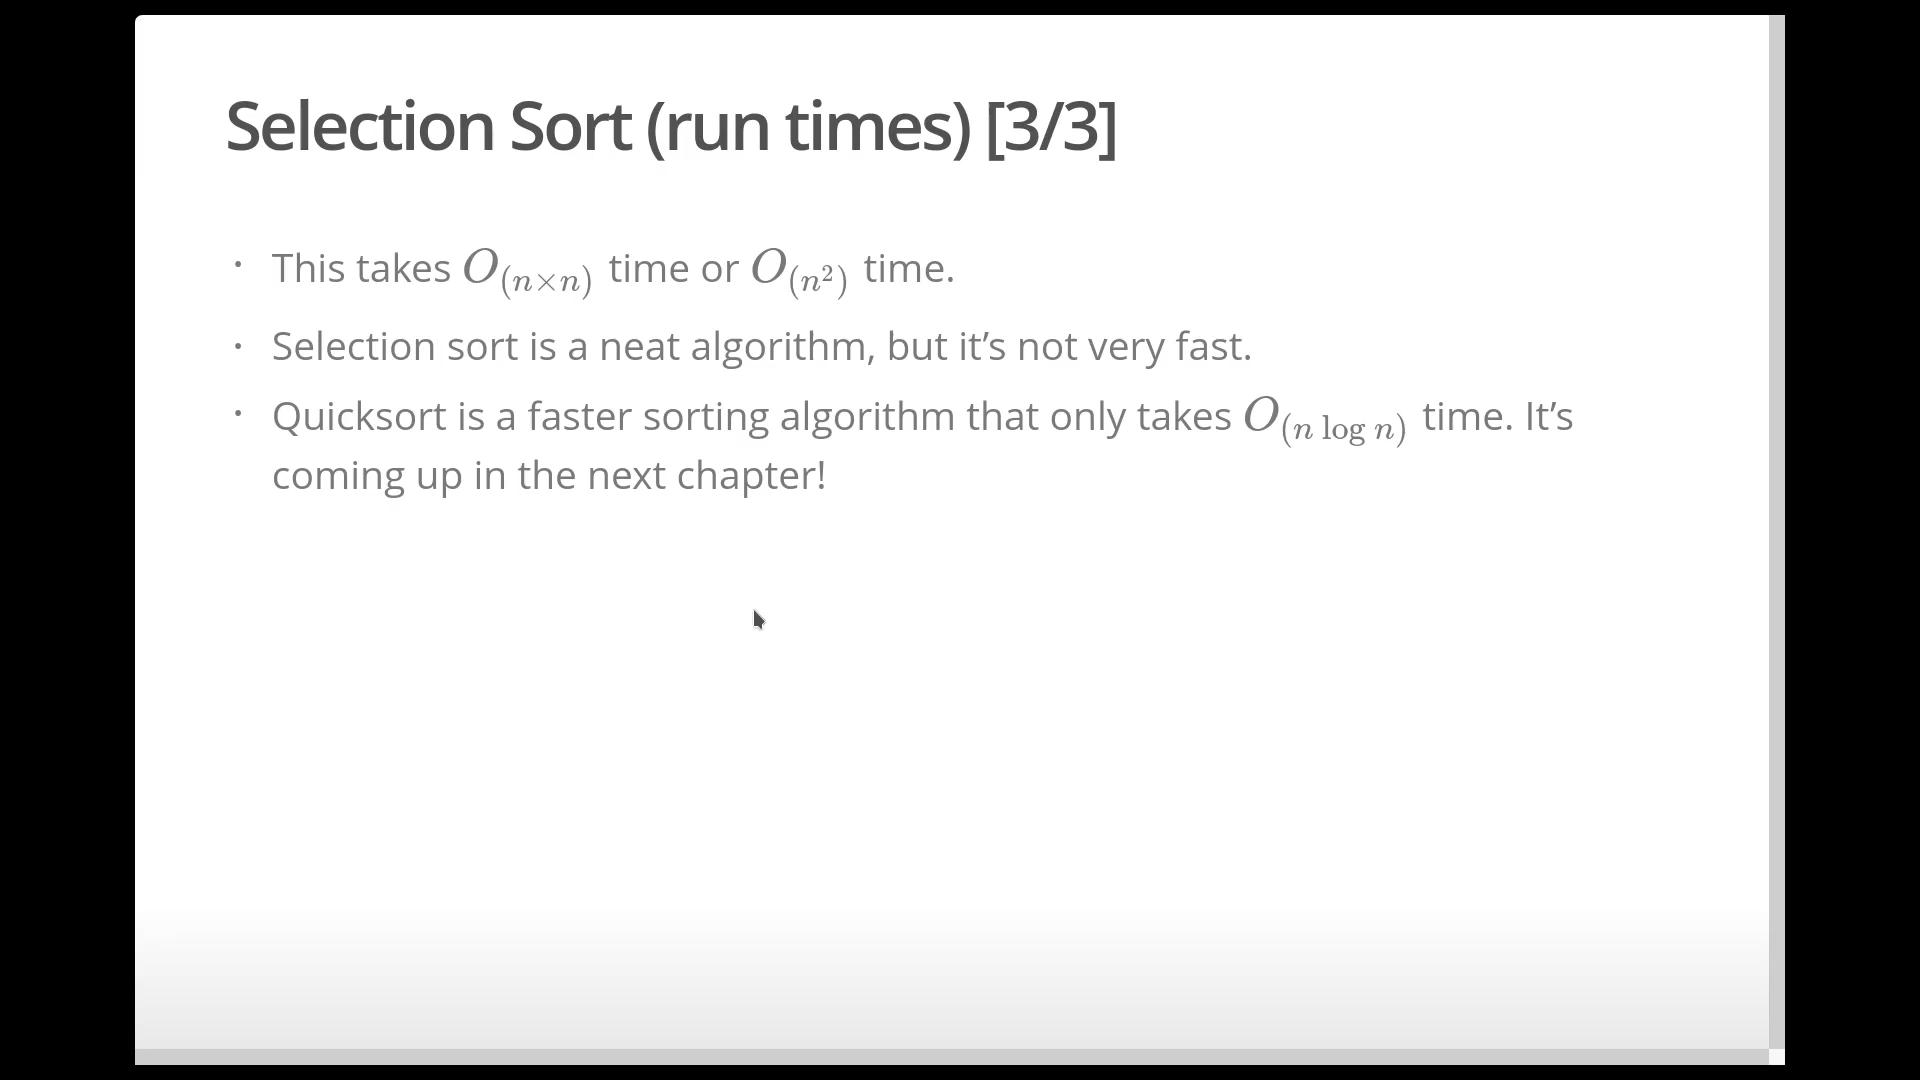 Selection Sort (run times) [3/3]
· This takes O₍ₙ×ₙ₎ time or O₍ₙ²₎ time.
· Selection sort is a neat algorithm, but it’s not very fast.
· Quicksort is a faster sorting algorithm that only takes O₍ₙ log ₙ₎ time. It’s
coming up in the next chapter!